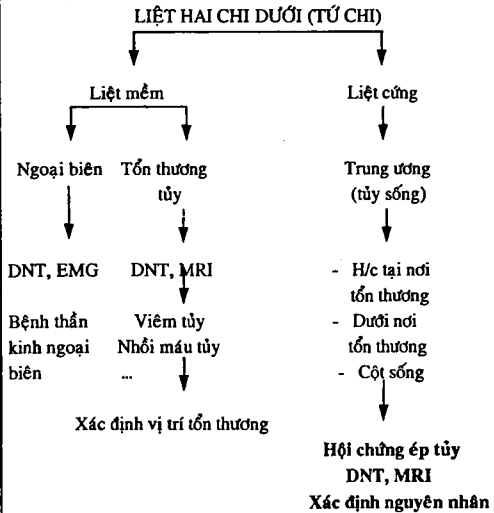 LIỆT HAI CHI DƯỚI (TỨ CHI)
Liệt mềm
Liệt cứng
Ngoại biên
Tổn thương
tủy
Trung ương
(tủy sống)
DNT, EMG
DNT, MRI
Bệnh thần
kinh ngoại
biên
Viêm tủy
Nhồi máu tủy
...
Xác định vị trí tổn thương
- H/c tại nơi
tổn thương
- Dưới nơi
tổn thương
- Cột sống
Hội chứng ép tủy
DNT, MRI
Xác định nguyên nhân